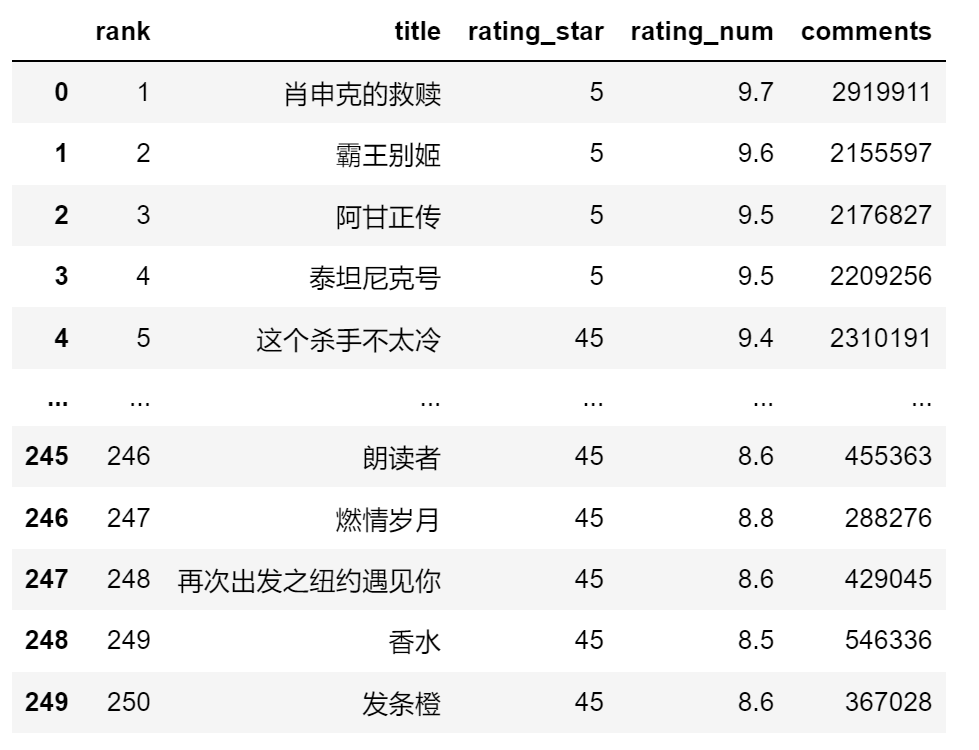 rank title rating_star rating_num comments
0 1 肖申克的救赎 5 9.7 2919911
1 2 霸王别姬 5 9.6 2155597
2 3 阿甘正传 5 9.5 2176827
3 4 泰坦尼克号 5 9.5 2209256
4 5 这个杀手不太冷 45 9.4 2310191
... ... ... ... ... ...
245 246 朗读者 45 8.6 455363
246 247 燃情岁月 45 8.8 288276
247 248 再次出发之纽约遇见你 45 8.6 429045
248 249 香水 45 8.5 546336
249 250 发条橙 45 8.6 367028